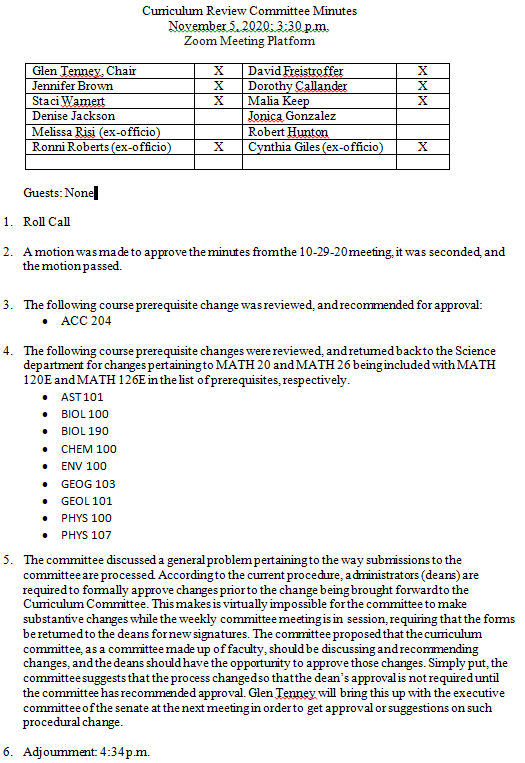 Curriculum Review Committee Minutes
November 5, 2020; 3:30 p.m.
Zoom Meeting Platform
Glen Tenney, Chair X David Freistroffer X
Jennifer Brown X Dorothy Callander X
Staci Warnert X Malia Keep X
Denise Jackson Jonica Gonzalez
Melissa Risi (ex-officio) Robert Hunton
Ronni Roberts (ex-officio) X Cynthia Giles (ex-officio) X
Guests: None
1. Roll Call
2. A motion was made to approve the minutes from the 10-29-20 meeting, it was seconded, and
the motion passed.
3. The following course prerequisite change was reviewed, and recommended for approval:
• ACC 204
4. The following course prerequisite changes were reviewed, and returned back to the Science
department for changes pertaining to MATH 20 and MATH 26 being included with MATH
120E and MATH 126E in the list of prerequisites, respectively.
• AST 101
• BIOL 100
• BIOL 190
• CHEM 100
• ENV 100
• GEOG 103
• GEOL 101
• PHYS 100
• PHYS 107
5. The committee discussed a general problem pertaining to the way submissions to the
committee are processed. According to the current procedure, administrators (deans) are
required to formally approve changes prior to the change being brought forward to the
Curriculum Committee. This makes is virtually impossible for the committee to make
substantive changes while the weekly committee meeting is in session, requiring that the forms
be returned to the deans for new signatures. The committee proposed that the curriculum
committee, as a committee made up of faculty, should be discussing and recommending
changes, and the deans should have the opportunity to approve those changes. Simply put, the
committee suggests that the process changed so that the dean's approval is not required until
the committee has recommended approval. Glen Tenney will bring this up with the executive
committee of the senate at the next meeting in order to get approval or suggestions on such
procedural change.
6. Adjournment: 4:34 p.m.